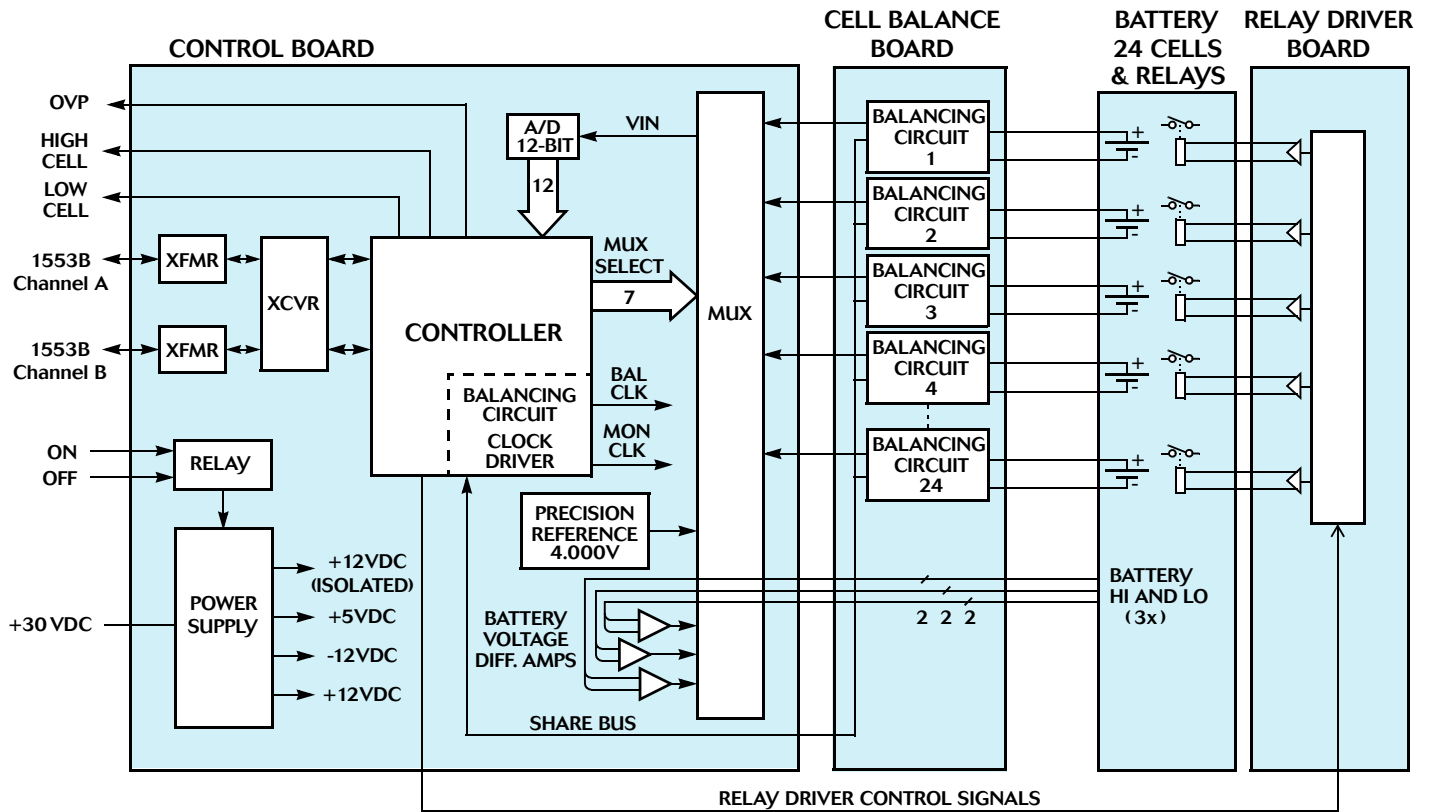 CONTROL BOARD
CELL BALANCE
BOARD
BATTERY
24 CELLS
& RELAYS
RELAY DRIVER
BOARD
OVP
HIGH
CELL
LOW
CELL
1553B
Channel A
1553B
Channel B
XFMR
XFMR
XCVR
A/D
12-BIT
VIN
12
CONTROLLER
MUX
SELECT
7
MUX
BALANCING
CIRCUIT
CLOCK
DRIVER
BAL
CLK
MON
CLK
ON
OFF
RELAY
+30 VDC
POWER
SUPPLY
+12VDC
(ISOLATED)
+5VDC
-12VDC
+12VDC
PRECISION
REFERENCE
4.000V
BATTERY
VOLTAGE
DIFF. AMPS
SHARE BUS
BALANCING
CIRCUIT
1
BALANCING
CIRCUIT
2
BALANCING
CIRCUIT
3
BALANCING
CIRCUIT
4
BALANCING
CIRCUIT
24
+
-
+
-
+
-
+
-
+
-
2 2 2
BATTERY
HI AND LO
(3x)
RELAY DRIVER CONTROL SIGNALS